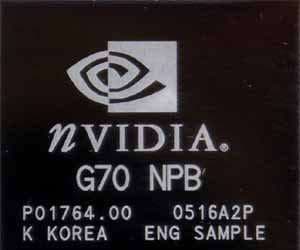 nVIDIA®
G70 NPB
P01764.00 0516A2P
K KOREA ENG SAMPLE